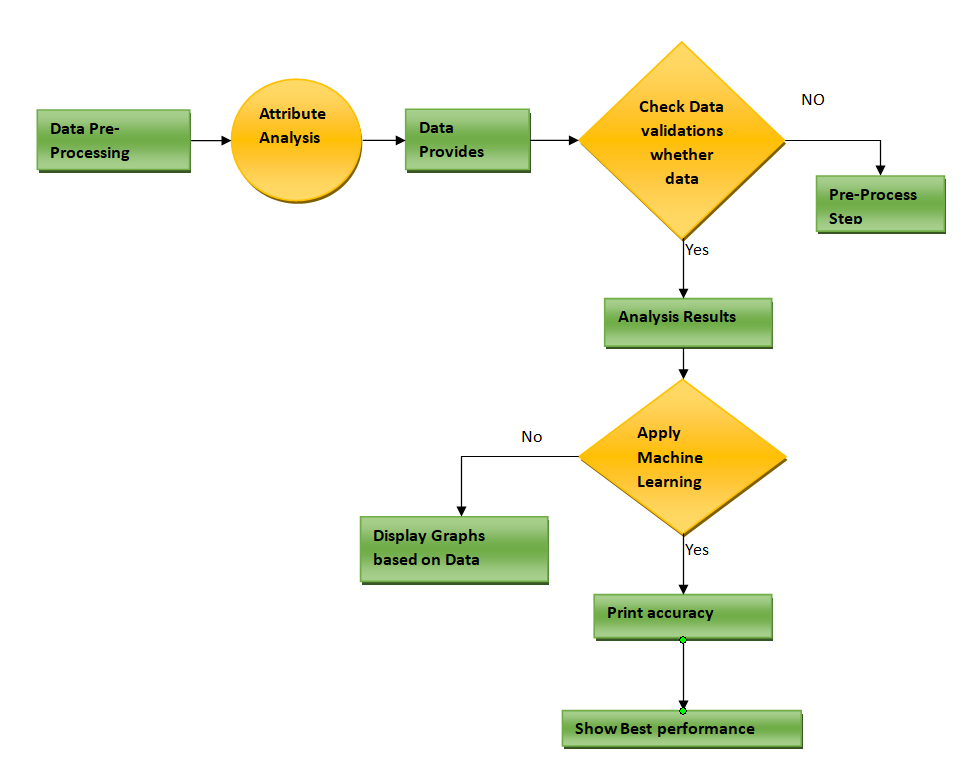 Data Pre-
Processing
Attribute
Analysis
Data
Provides
Check Data
validations
whether
data
NO
Pre-Process
Step
Yes
Analysis Results
Apply
Machine
Learning
No
Display Graphs
based on Data
Yes
Print accuracy
Show Best performance